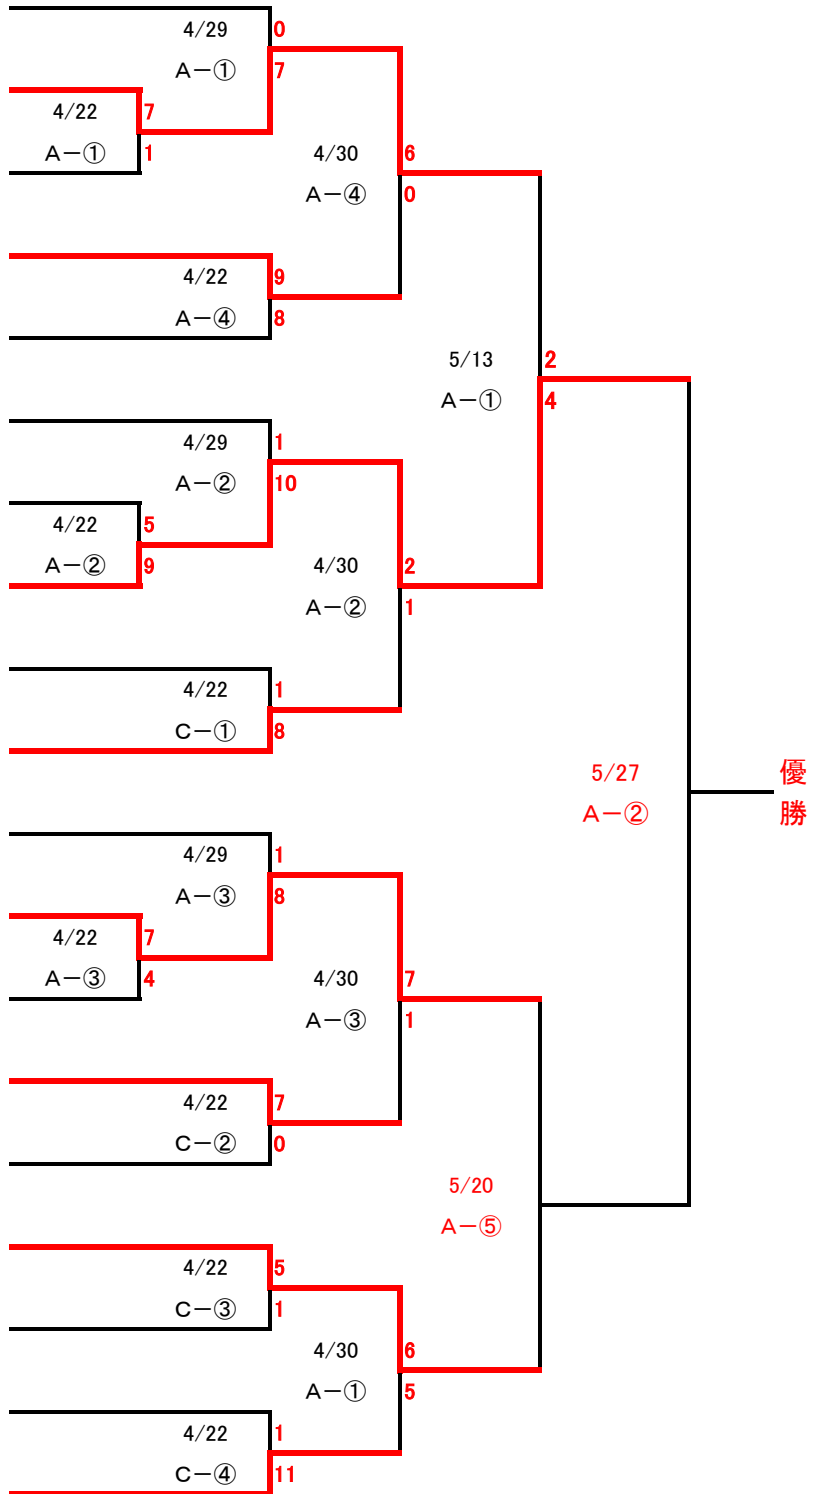 4/29 0
A-① 7
4/22 7
A-① 1
4/30 6
A-④ 0
4/22 9
A-④ 8
5/13 2
A-① 4
4/29 1
A-② 10
4/22 5
A-② 9
4/30 2
A-② 1
4/22 1
C-① 8
5/27 優
A-② 勝
4/29 1
A-③ 8
4/22 7
A-③ 4
4/30 7
A-③ 1
4/22 7
C-② 0
5/20
A-⑤
4/22 5
C-③ 1
4/30 6
A-① 5
4/22 1
C-④ 11